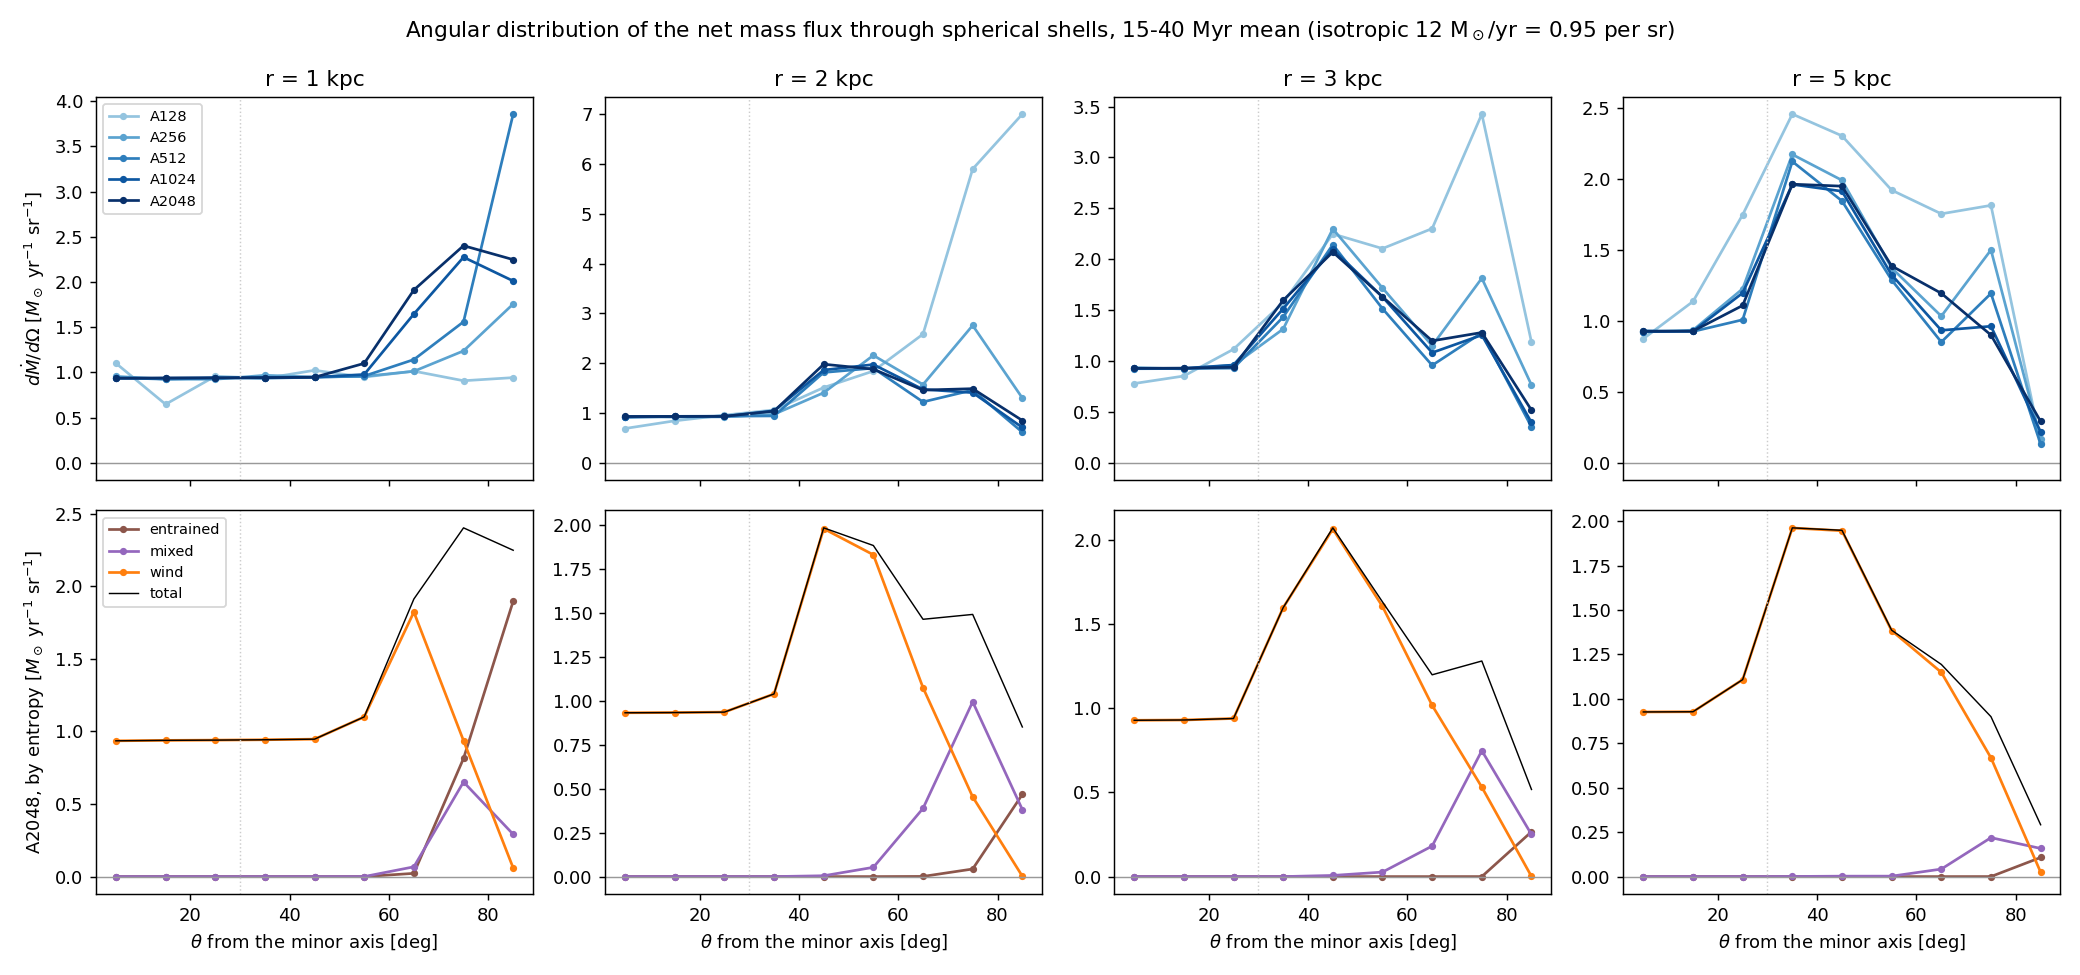 Angular distribution of the net mass flux through spherical shells, 15-40 Myr mean (isotropic 12 M⊙/yr = 0.95 per sr)
r = 1 kpc
r = 2 kpc
r = 3 kpc
r = 5 kpc
dṀ/dΩ [M⊙ yr⁻¹ sr⁻¹]
4.0
3.5
3.0
2.5
2.0
1.5
1.0
0.5
0.0
A128
A256
A512
A1024
A2048
7
6
5
4
3
2
1
0
3.5
3.0
2.5
2.0
1.5
1.0
0.5
0.0
2.5
2.0
1.5
1.0
0.5
0.0
A2048, by entropy [M⊙ yr⁻¹ sr⁻¹]
2.5
2.0
1.5
1.0
0.5
0.0
entrained
mixed
wind
total
20 40 60 80
θ from the minor axis [deg]
2.00
1.75
1.50
1.25
1.00
0.75
0.50
0.25
0.00
20 40 60 80
θ from the minor axis [deg]
2.0
1.5
1.0
0.5
0.0
20 40 60 80
θ from the minor axis [deg]
2.00
1.75
1.50
1.25
1.00
0.75
0.50
0.25
0.00
20 40 60 80
θ from the minor axis [deg]